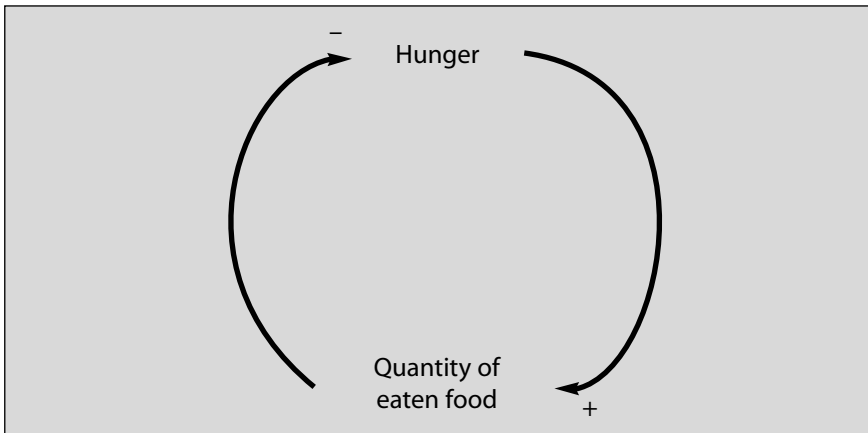 –
Hunger
Quantity of
eaten food
+